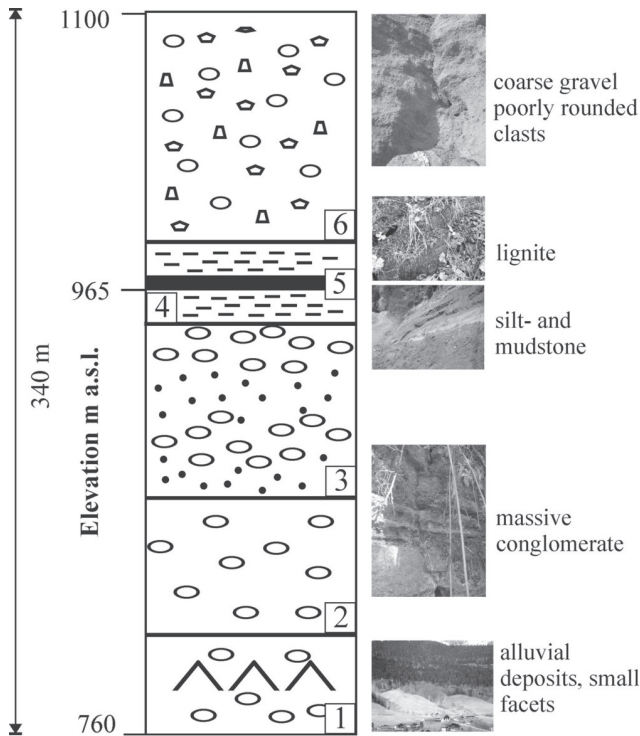 1100
coarse gravel
poorly rounded
clasts
6
5
lignite
965
4
silt- and
mudstone
340 m
Elevation m a.s.l.
3
massive
conglomerate
2
alluvial
deposits, small
facets
1
760